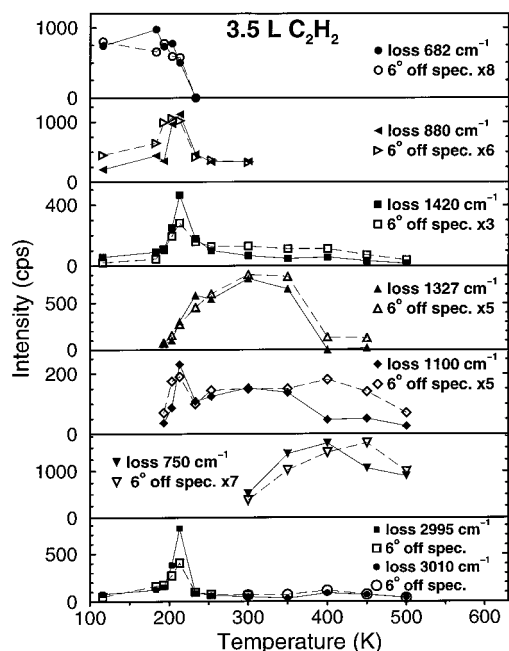 3.5 L C₂H₂
1000
500
0
loss 682 cm⁻¹
6° off spec. x8
1000
0
loss 880 cm⁻¹
6° off spec. x6
400
0
loss 1420 cm⁻¹
6° off spec. x3
500
0
loss 1327 cm⁻¹
6° off spec. x5
200
0
loss 1100 cm⁻¹
6° off spec. x5
1000
0
loss 750 cm⁻¹
6° off spec. x7
500
0
loss 2995 cm⁻¹
6° off spec.
loss 3010 cm⁻¹
6° off spec.
100 200 300 400 500 600
Temperature (K)
Intensity (cps)